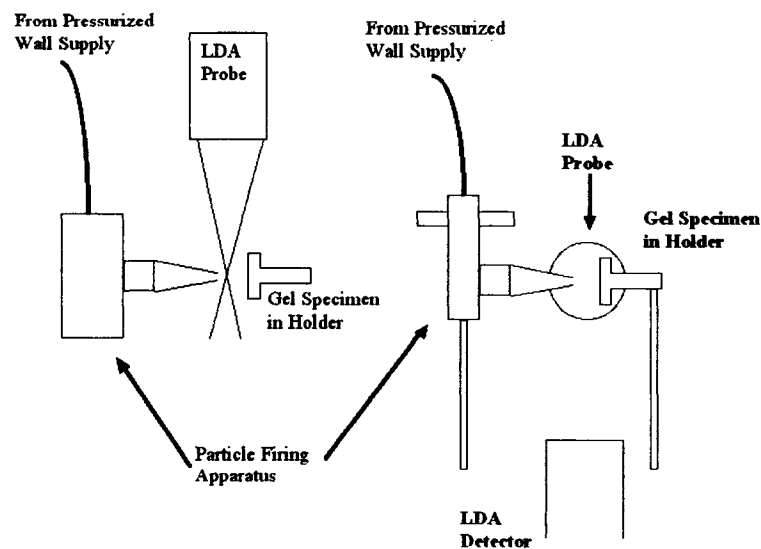 From Pressurized
Wall Supply
LDA
Probe
Gel Specimen
in Holder
Particle Firing
Apparatus
From Pressurized
Wall Supply
LDA
Probe
Gel Specimen
in Holder
LDA
Detector